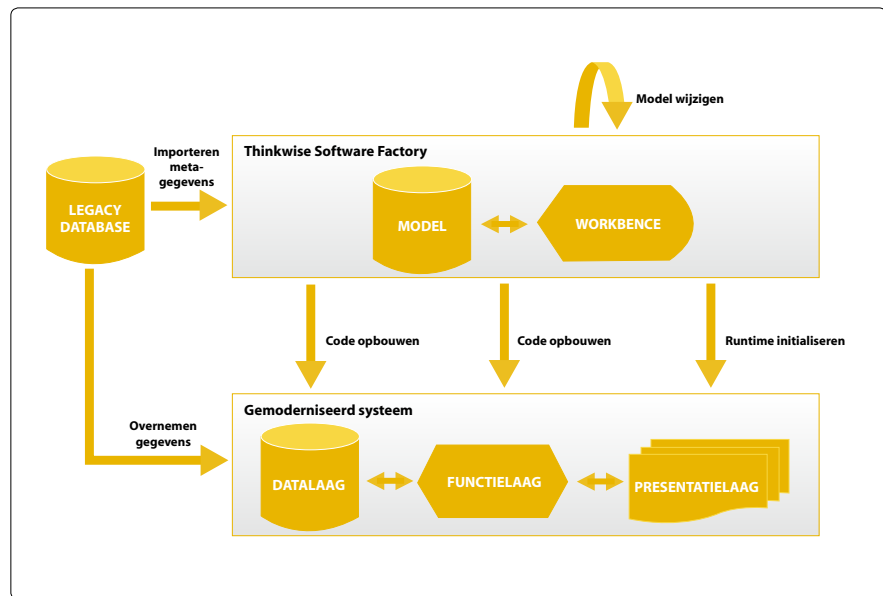 Model wijzigen
Importeren
meta-
gegevens
Thinkwise Software Factory
LEGACY
DATABASE
MODEL
WORKBENCE
Code opbouwen
Code opbouwen
Runtime initialiseren
Gemoderniseerd systeem
Overnemen
gegevens
DATALAAG
FUNCTIELAAG
PRESENTATIELAAG